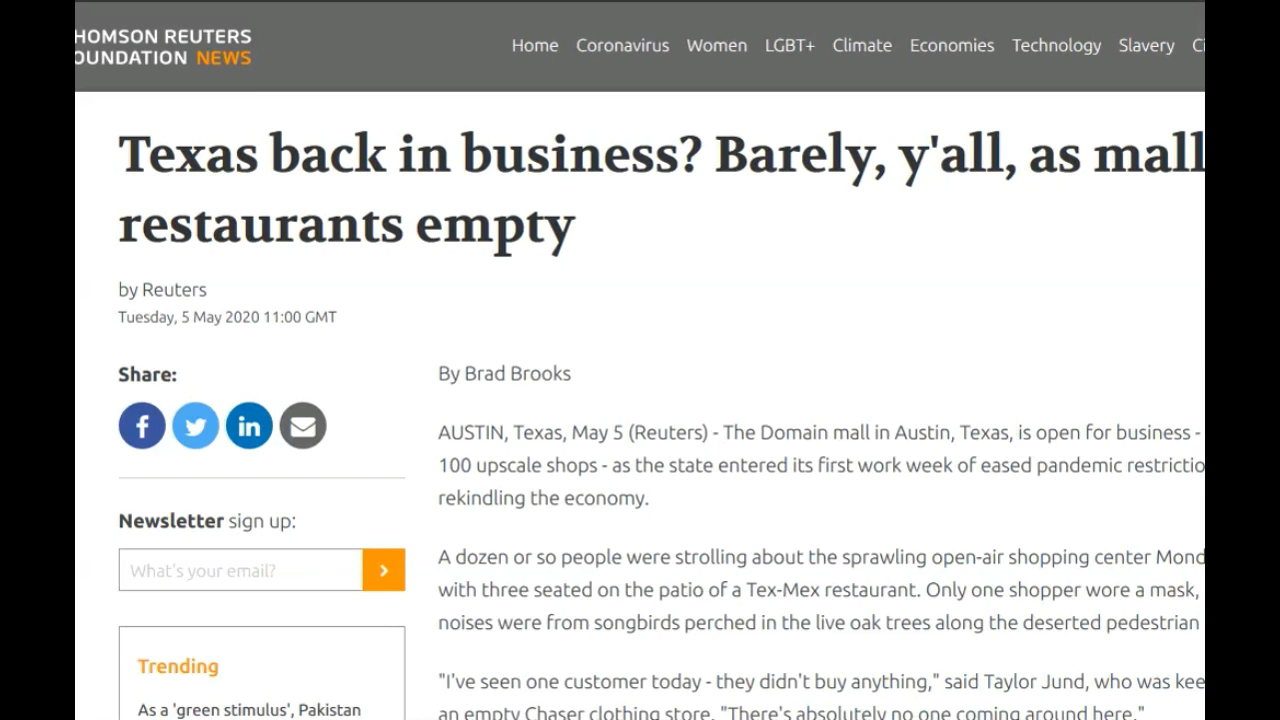 HOMSON REUTERS
OUNDATION NEWS
Home Coronavirus Women LGBT+ Climate Economies Technology Slavery
Texas back in business? Barely, y'all, as mall
restaurants empty
by Reuters
Tuesday, 5 May 2020 11:00 GMT
Share:
By Brad Brooks
AUSTIN, Texas, May 5 (Reuters) - The Domain mall in Austin, Texas, is open for business -
100 upscale shops - as the state entered its first work week of eased pandemic restrictio
rekindling the economy.
Newsletter sign up:
What's your email?
A dozen or so people were strolling about the sprawling open-air shopping center Mond
with three seated on the patio of a Tex-Mex restaurant. Only one shopper wore a mask,
noises were from songbirds perched in the live oak trees along the deserted pedestrian
Trending
As a 'green stimulus', Pakistan
"I've seen one customer today - they didn't buy anything," said Taylor Jund, who was kee
an empty Chaser clothing store. "There's absolutely no one coming around here."